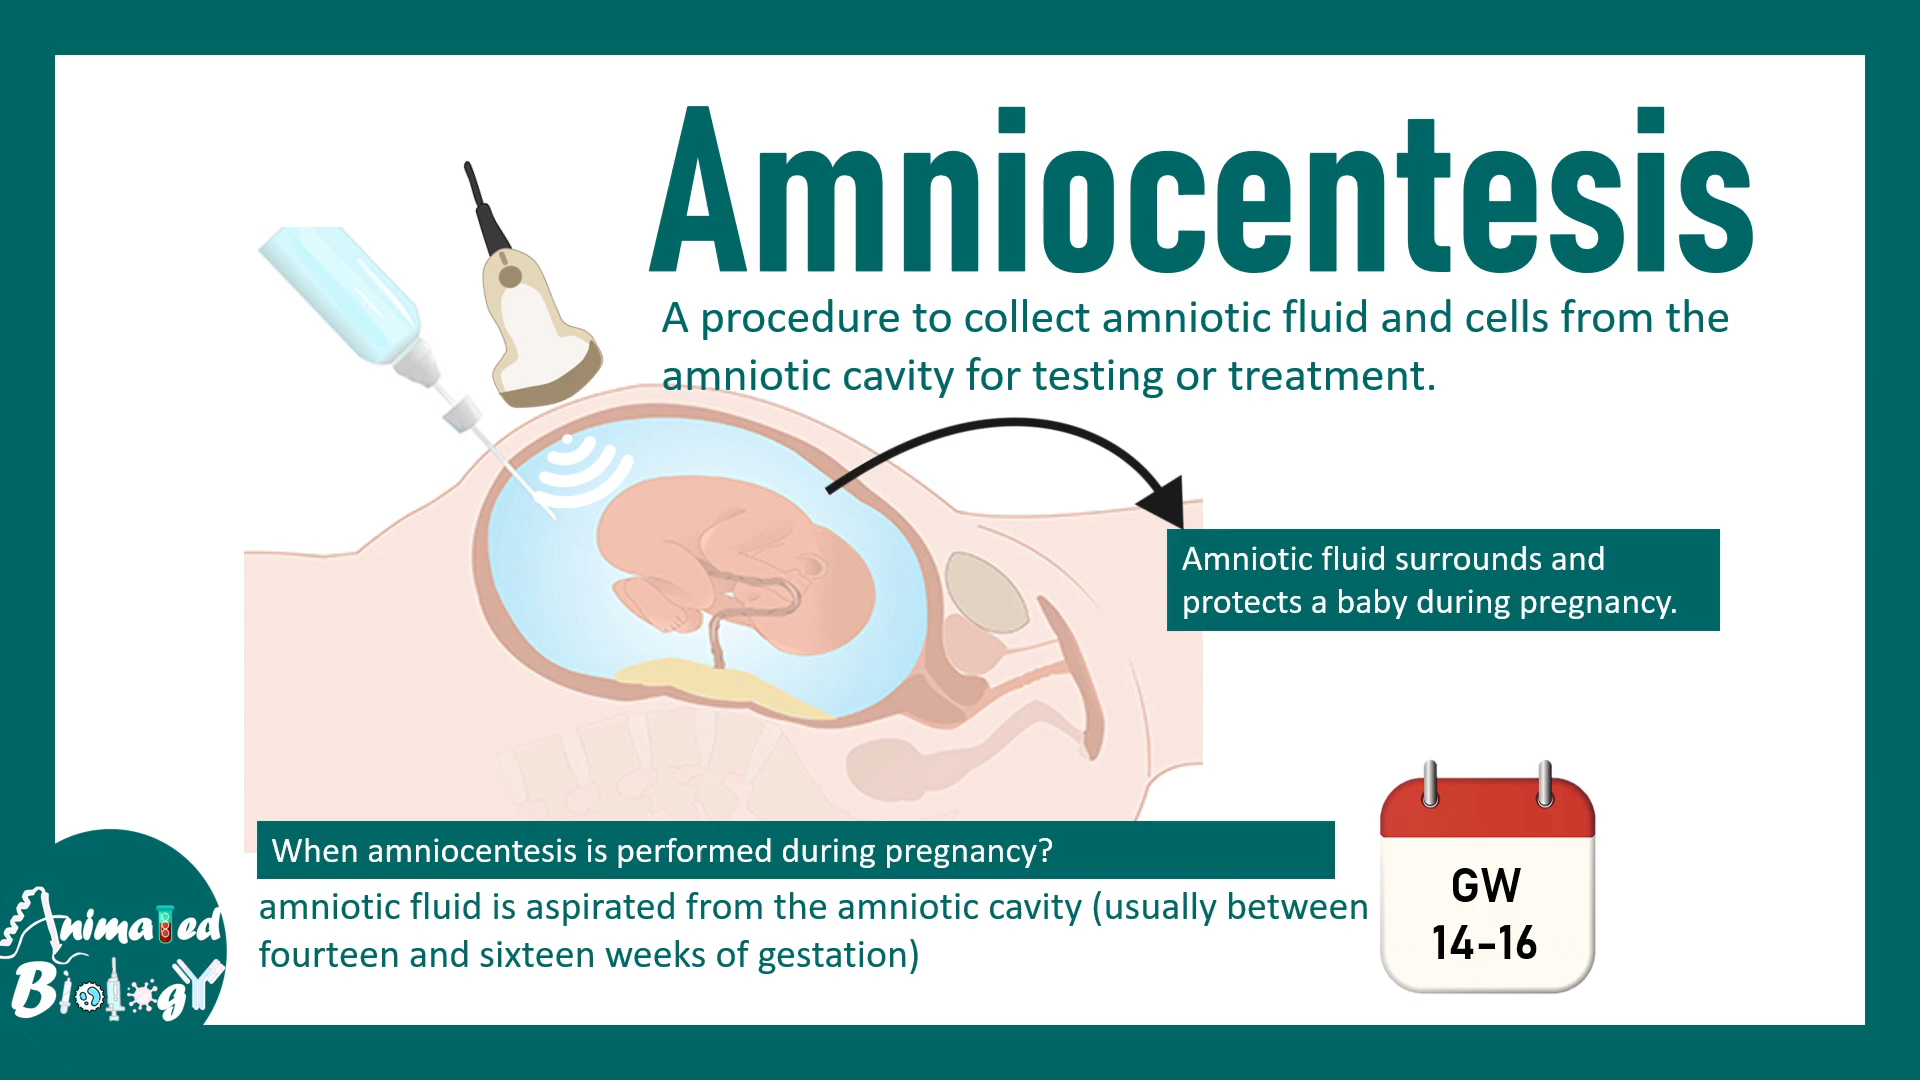 Amniocentesis
A procedure to collect amniotic fluid and cells from the
amniotic cavity for testing or treatment.
Amniotic fluid surrounds and
protects a baby during pregnancy.
When amniocentesis is performed during pregnancy?
amniotic fluid is aspirated from the amniotic cavity (usually between
fourteen and sixteen weeks of gestation)
GW
14-16
Animated
Biology